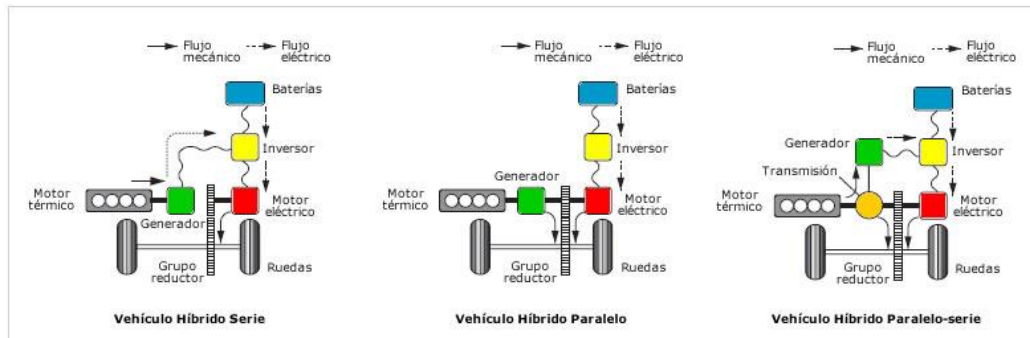 Flujo
mecánico
Flujo
eléctrico
Baterías
Inversor
Motor
térmico
Generador
Motor
eléctrico
Grupo
reductor
Ruedas
Vehículo Híbrido Serie
Flujo
mecánico
Flujo
eléctrico
Baterías
Inversor
Generador
Motor
térmico
Motor
eléctrico
Grupo
reductor
Ruedas
Vehículo Híbrido Paralelo
Flujo
mecánico
Flujo
eléctrico
Baterías
Generador
Inversor
Transmisión
Motor
térmico
Motor
eléctrico
Grupo
reductor
Ruedas
Vehículo Híbrido Paralelo-serie